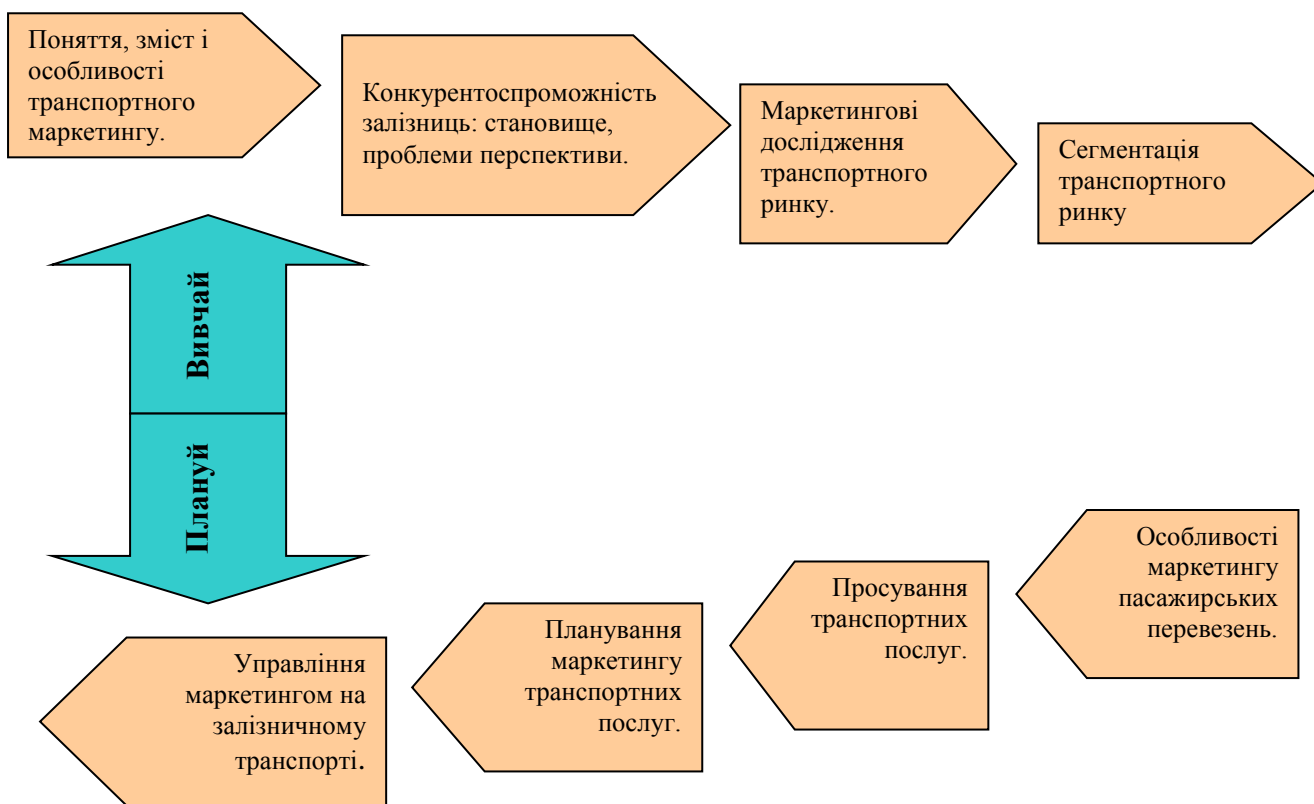 Поняття, зміст і
особливості
транспортного
маркетингу.
Конкурентоспроможність
залізниць: становище,
проблеми перспективи.
Маркетингові
дослідження
транспортного
ринку.
Сегментація
транспортного
ринку
Вивчай
Плануй
Особливості
маркетингу
пасажирських
перевезень.
Просування
транспортних
послуг.
Планування
маркетингу
транспортних
послуг.
Управління
маркетингом на
залізничному
транспорті.